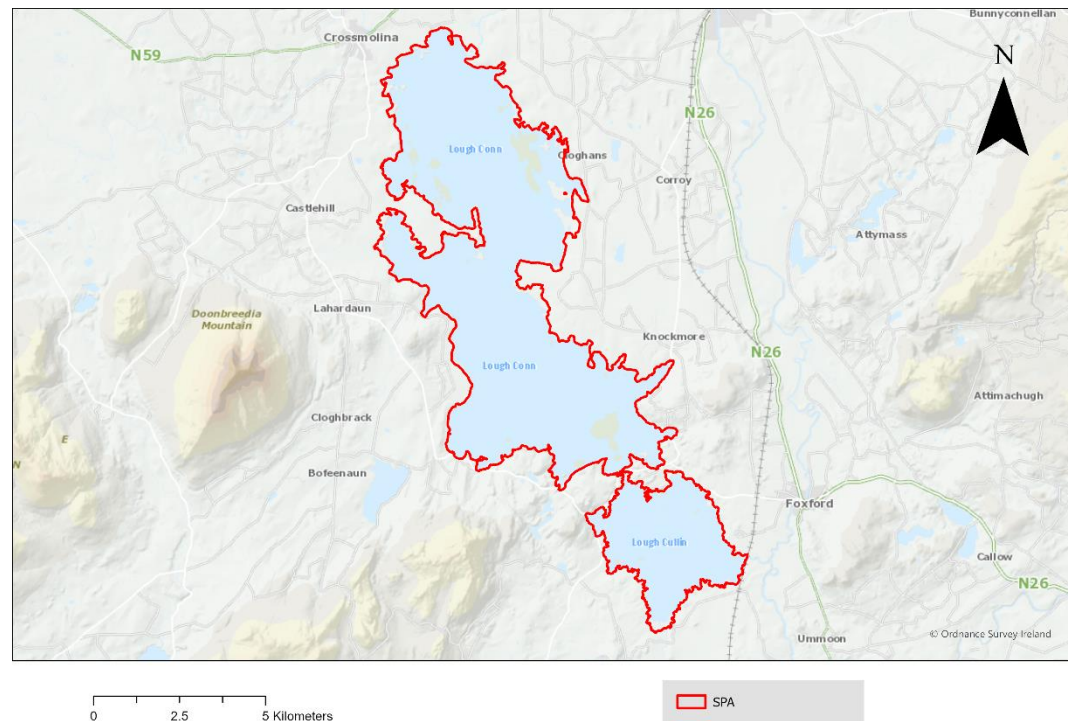 Bunnyconnellan
Crossmolina
N59
N
N26
Lough Conn
Cloghans
Corroy
Castlehill
Attymass
Lahardaun
Doonbreedia
Mountain
Knockmore
N26
Lough Conn
Attimachugh
Cloghbrack
E
N
Bofeenaun
Foxford
Lough Cullin
Callow
N26
Ummoon
© Ordnance Survey Ireland
SPA
0 2.5 5 Kilometers